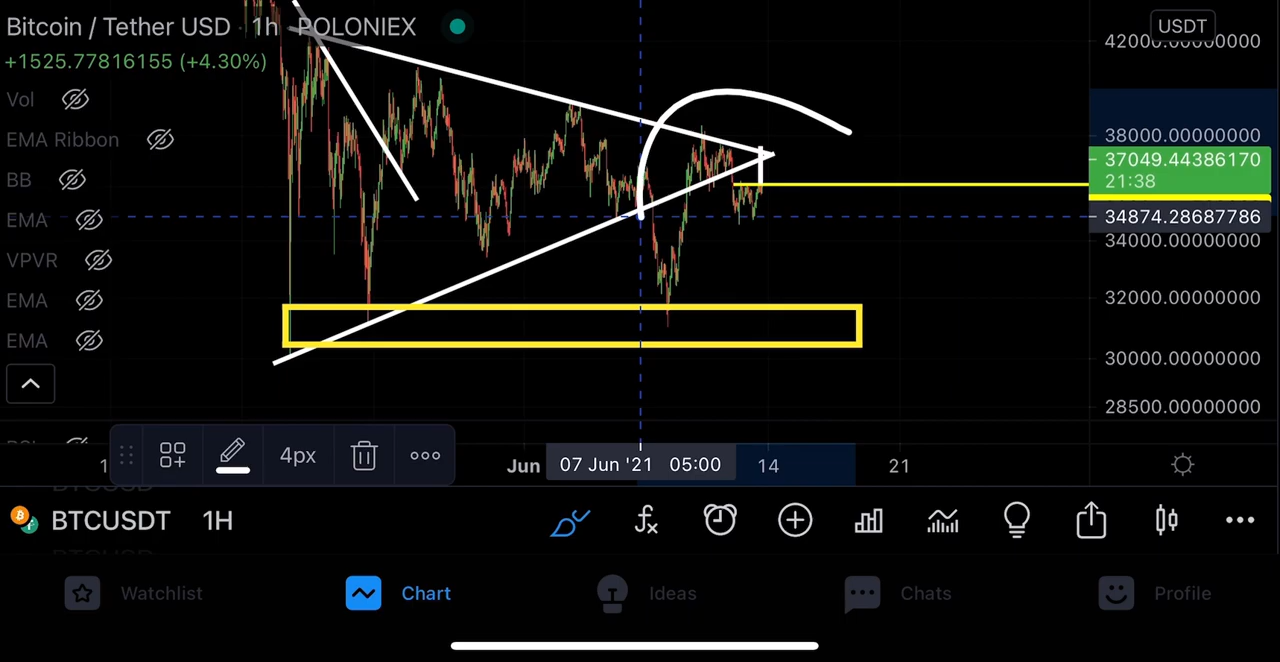 Bitcoin / Tether USD · 1h POLONIEX
USDT
42000.00000000
+1525.77816155 (+4.30%)
Vol
EMA Ribbon
38000.00000000
37049.44386170
21:38
BB
EMA
34874.28687786
34000.00000000
VPVR
EMA
32000.00000000
EMA
30000.00000000
28500.00000000
4px
Jun
07 Jun '21 05:00
14
21
BTCUSDT 1H
Watchlist
Chart
Ideas
Chats
Profile